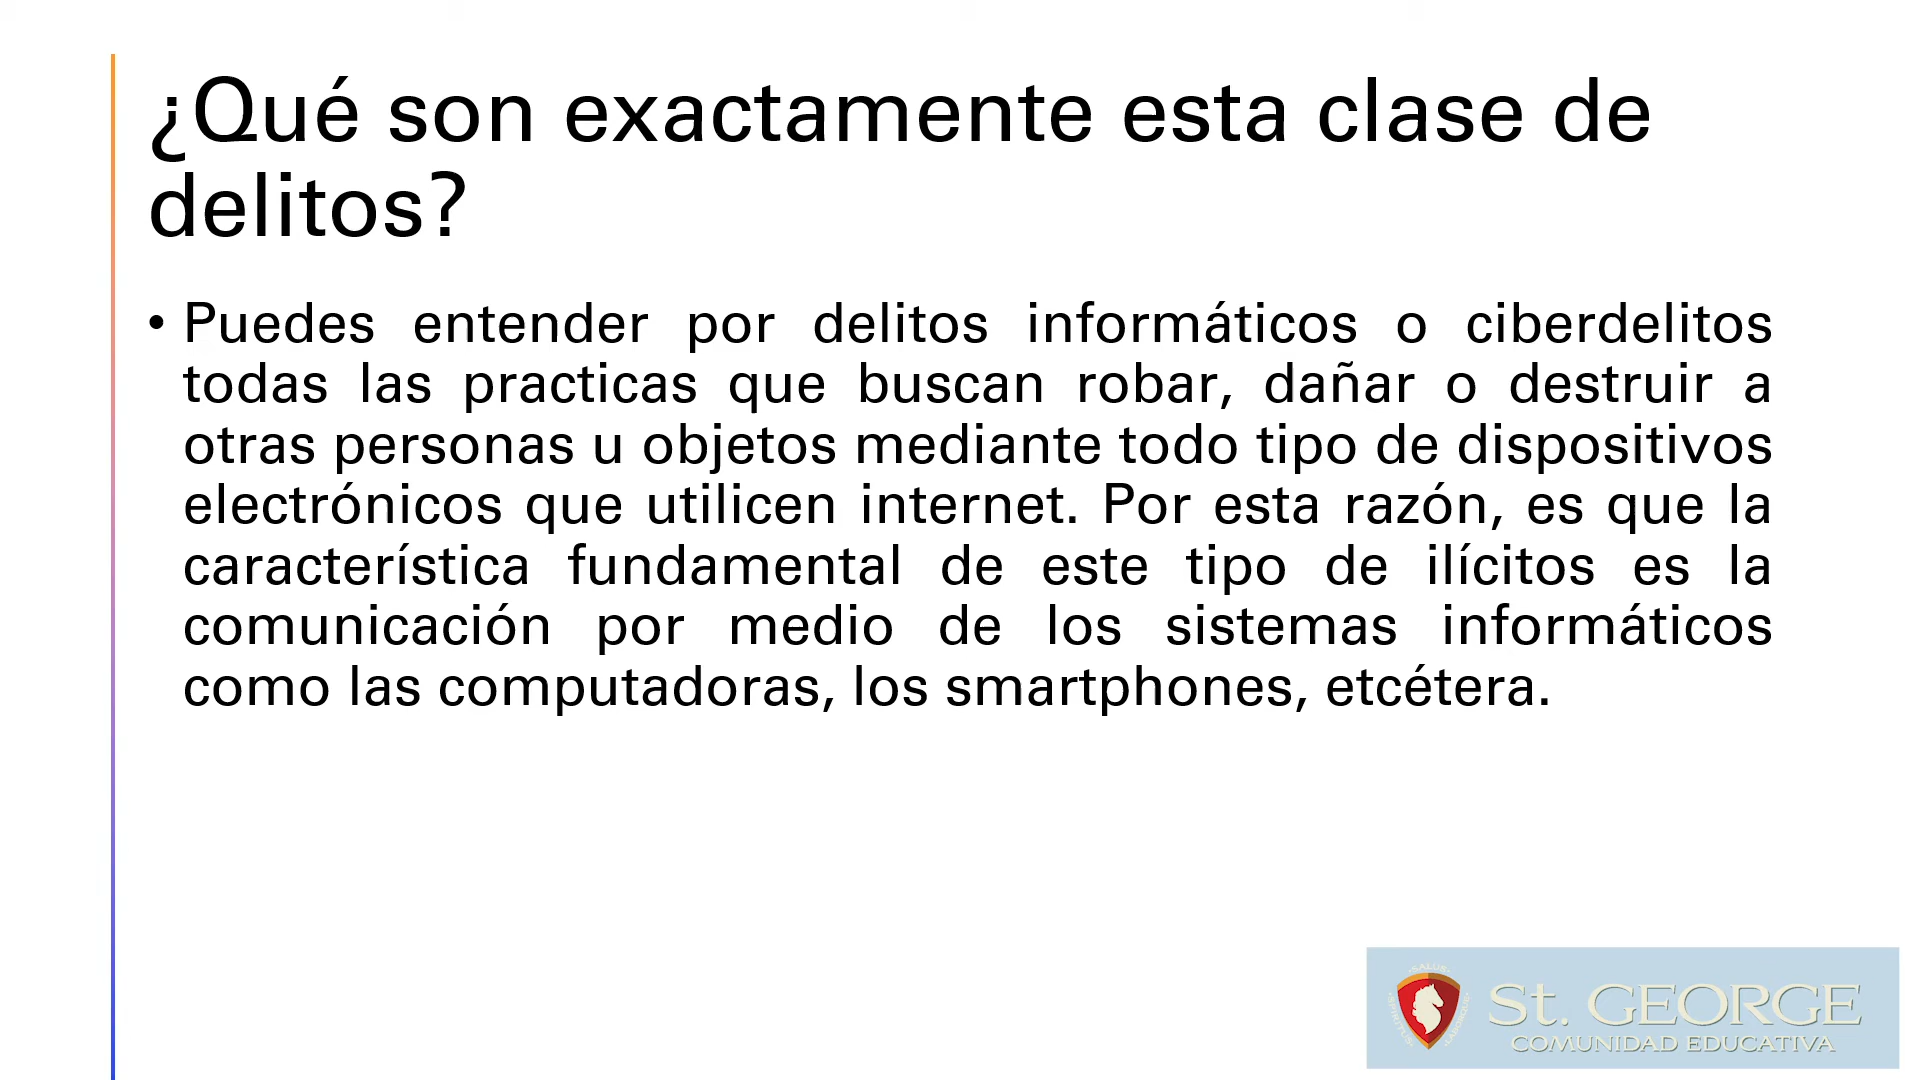 ¿Qué son exactamente esta clase de
delitos?
• Puedes entender por delitos informáticos o ciberdelitos
todas las practicas que buscan robar, dañar o destruir a
otras personas u objetos mediante todo tipo de dispositivos
electrónicos que utilicen internet. Por esta razón, es que la
característica fundamental de este tipo de ilícitos es la
comunicación por medio de los sistemas informáticos
como las computadoras, los smartphones, etcétera.
SALUS
SPIRITUS
St. GEORGE
COMUNIDAD EDUCATIVA